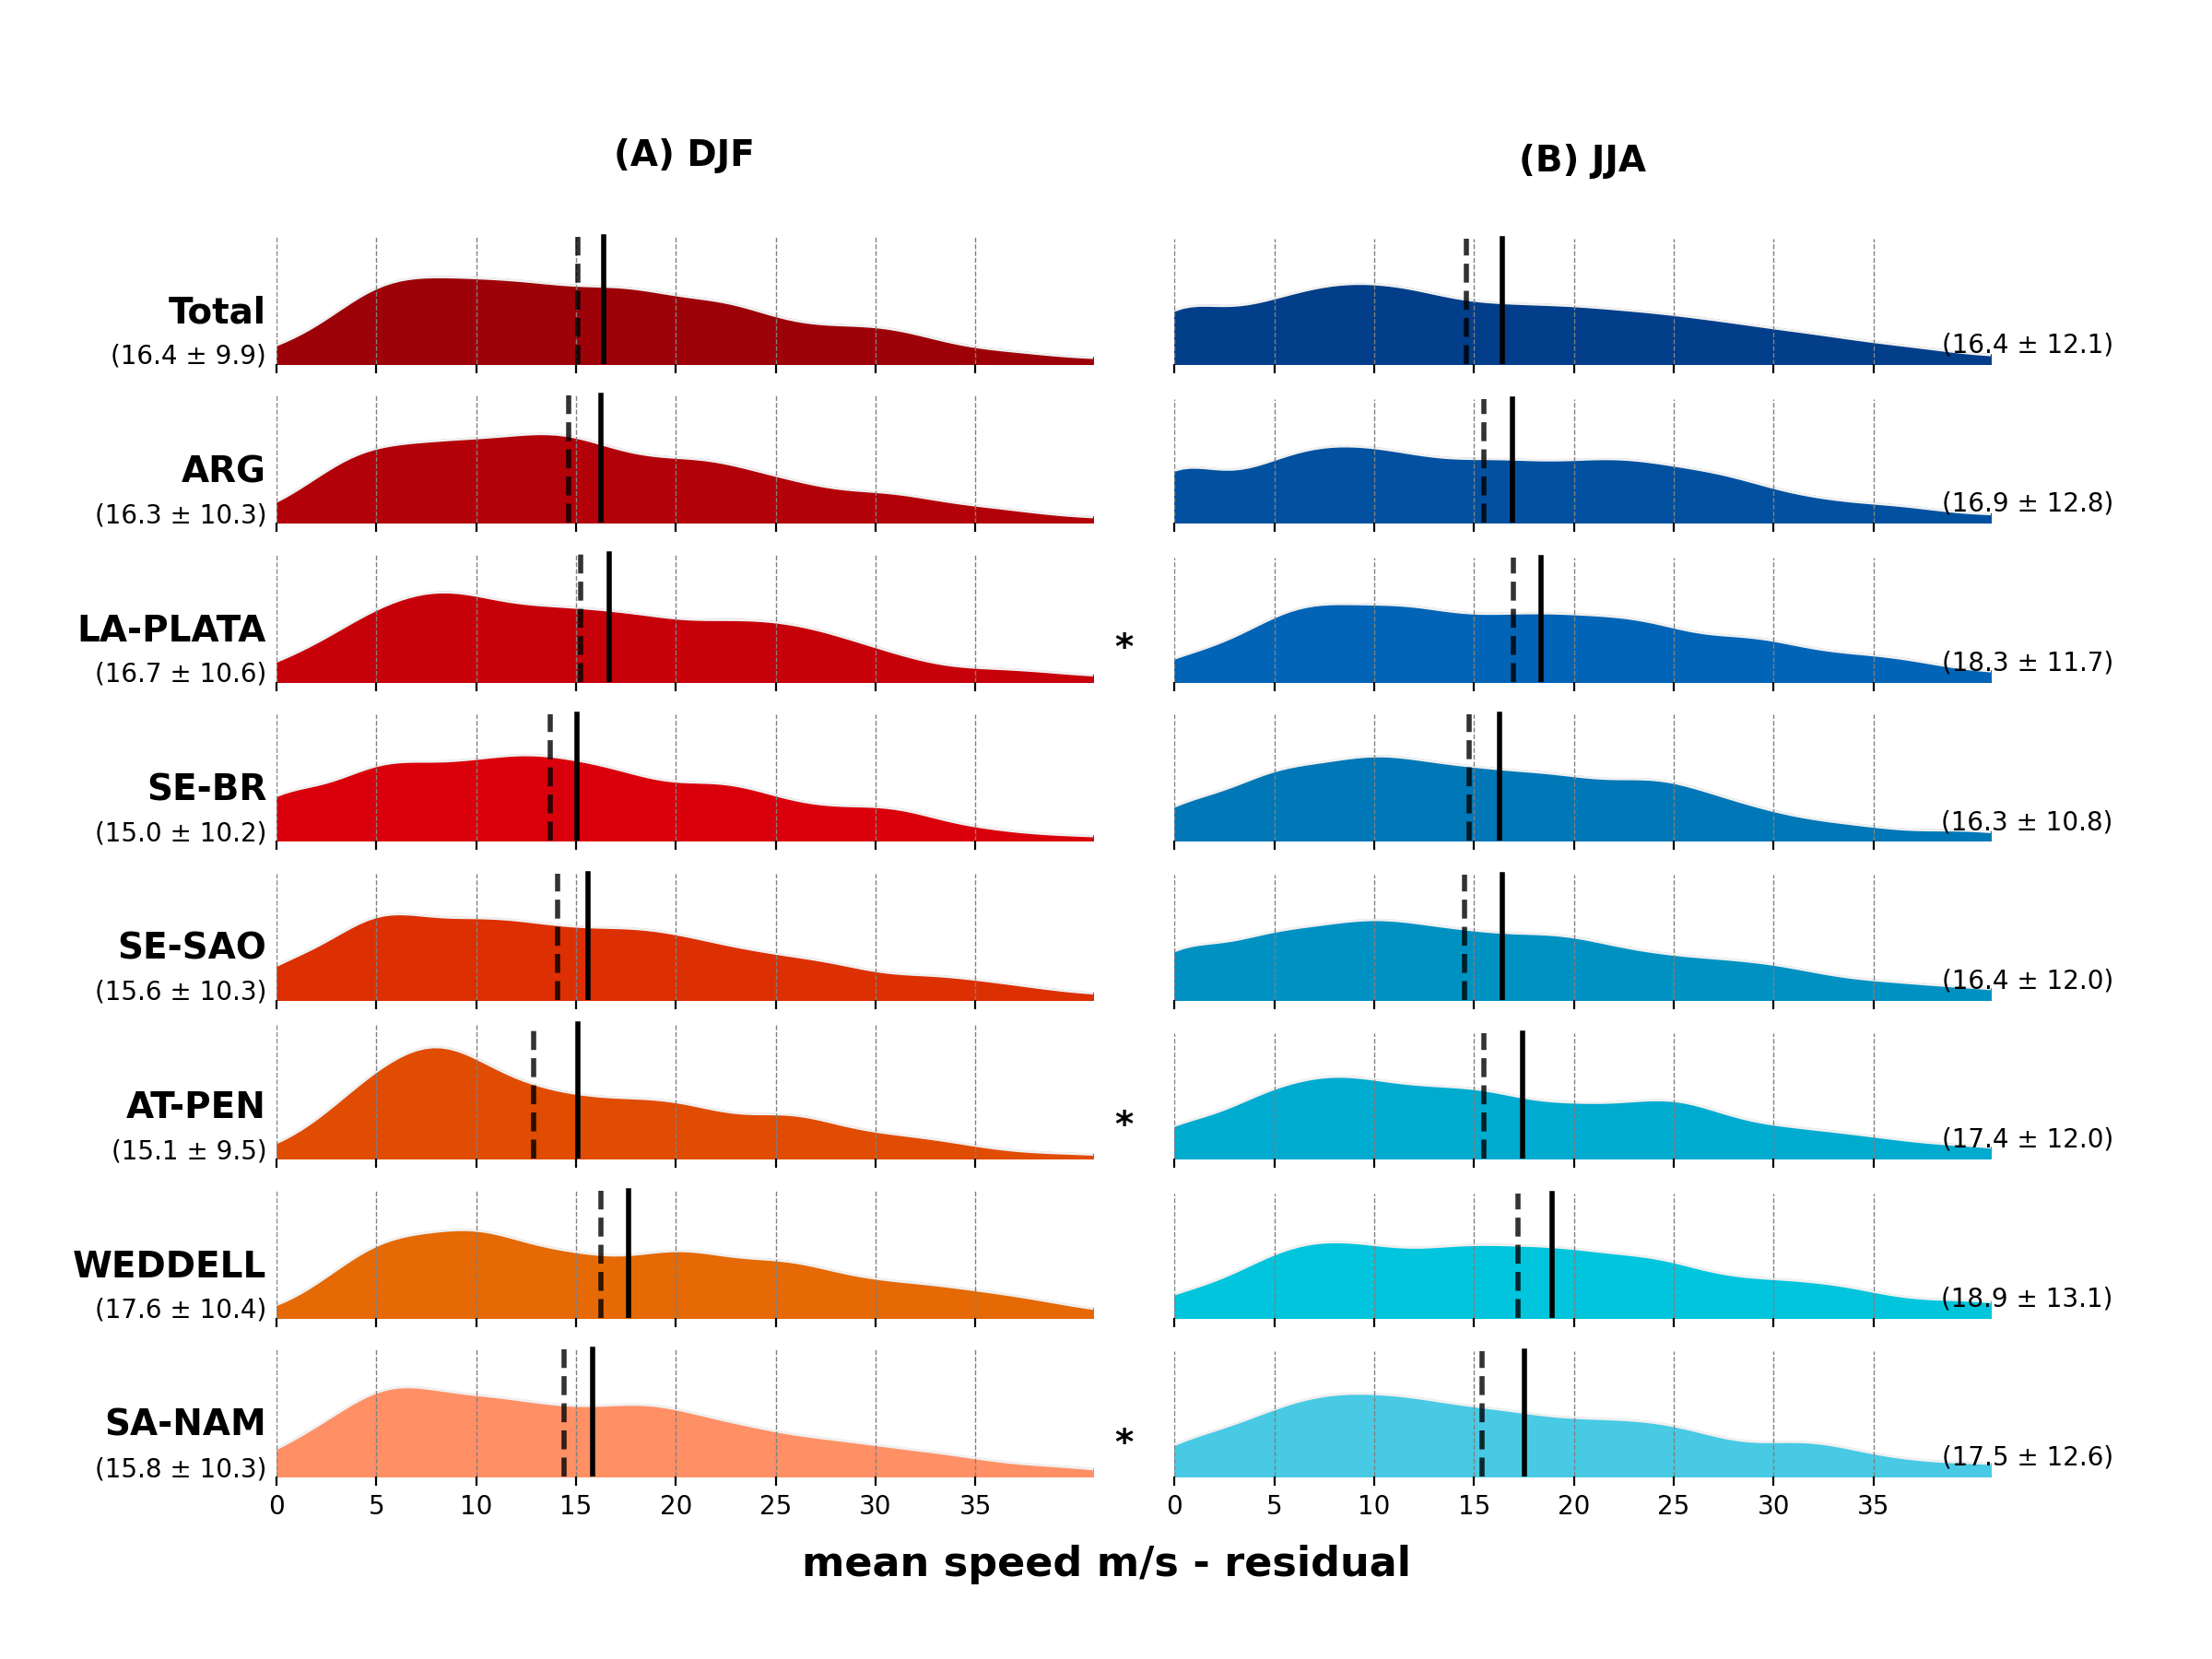 (A) DJF
(B) JJA
Total
(16.4 ± 9.9)
(16.4 ± 12.1)
ARG
(16.3 ± 10.3)
(16.9 ± 12.8)
LA-PLATA
(16.7 ± 10.6)
*
(18.3 ± 11.7)
SE-BR
(15.0 ± 10.2)
(16.3 ± 10.8)
SE-SAO
(15.6 ± 10.3)
(16.4 ± 12.0)
AT-PEN
(15.1 ± 9.5)
*
(17.4 ± 12.0)
WEDDELL
(17.6 ± 10.4)
(18.9 ± 13.1)
SA-NAM
(15.8 ± 10.3)
*
(17.5 ± 12.6)
0 5 10 15 20 25 30 35
0 5 10 15 20 25 30 35
mean speed m/s - residual